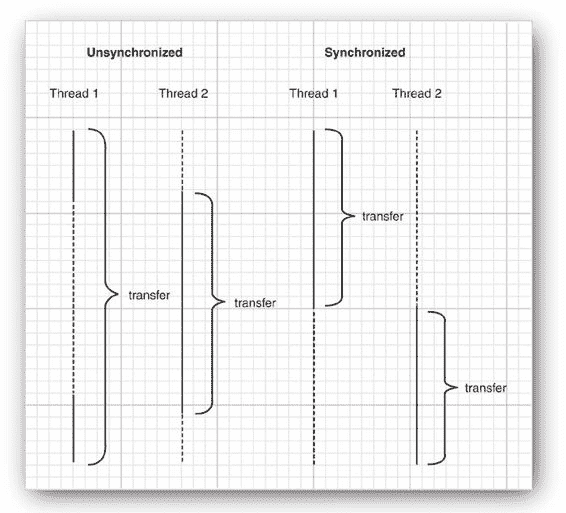 Unsynchronized
Synchronized
Thread 1
Thread 2
Thread 1
Thread 2
transfer
transfer
transfer
transfer